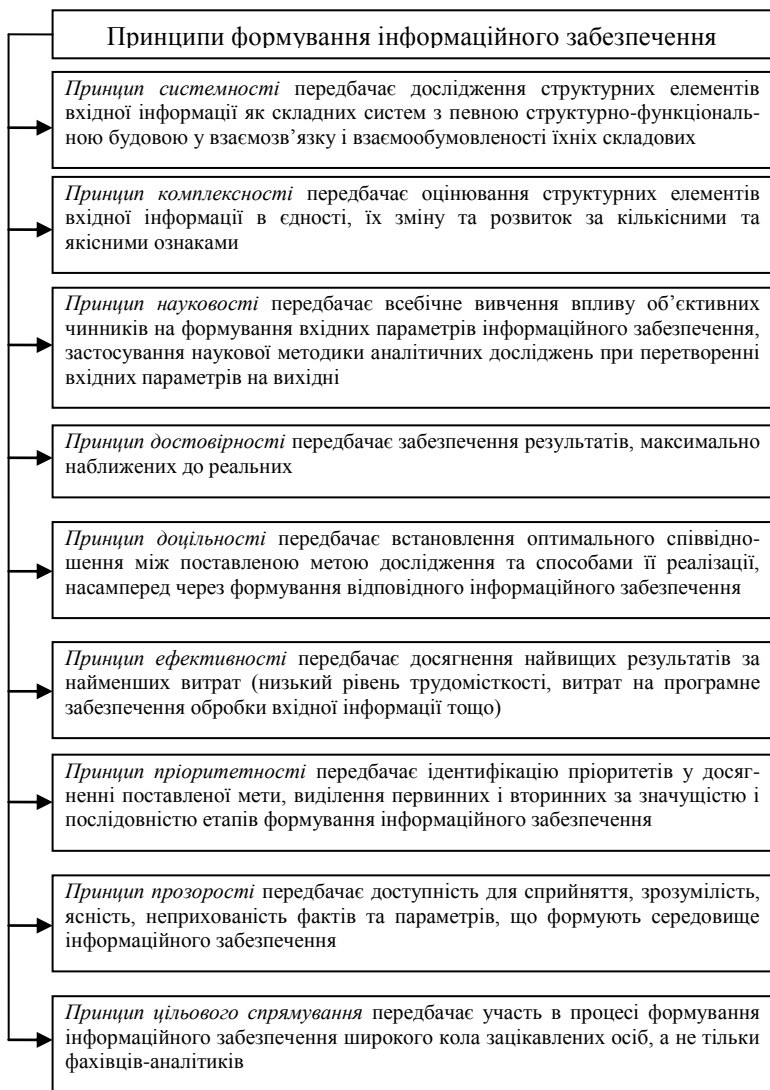 Принципи формування інформаційного забезпечення
Принцип системності передбачає дослідження структурних елементів
вхідної інформації як складних систем з певною структурно-функціональ-
ною будовою у взаємозв’язку і взаємообумовленості їхніх складових
Принцип комплексності передбачає оцінювання структурних елементів
вхідної інформації в єдності, їх зміну та розвиток за кількісними та
якісними ознаками
Принцип науковості передбачає всебічне вивчення впливу об’єктивних
чинників на формування вхідних параметрів інформаційного забезпечення,
застосування наукової методики аналітичних досліджень при перетворенні
вхідних параметрів на вихідні
Принцип достовірності передбачає забезпечення результатів, максимально
наближених до реальних
Принцип доцільності передбачає встановлення оптимального співвідно-
шення між поставленою метою дослідження та способами її реалізації,
насамперед через формування відповідного інформаційного забезпечення
Принцип ефективності передбачає досягнення найвищих результатів за
найменших витрат (низький рівень трудомісткості, витрат на програмне
забезпечення обробки вхідної інформації тощо)
Принцип пріоритетності передбачає ідентифікацію пріоритетів у досяг-
ненні поставленої мети, виділення первинних і вторинних за значущістю і
послідовністю етапів формування інформаційного забезпечення
Принцип прозорості передбачає доступність для сприйняття, зрозумілість,
ясність, неприхованість фактів та параметрів, що формують середовище
інформаційного забезпечення
Принцип цільового спрямування передбачає участь в процесі формування
інформаційного забезпечення широкого кола зацікавлених осіб, а не тільки
фахівців-аналітиків